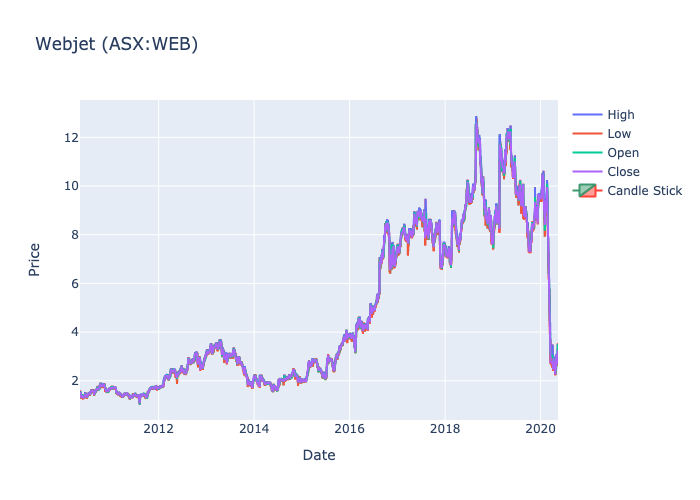 Webjet (ASX:WEB)
High
Low
Open
Close
Candle Stick
12
10
8
6
4
2
Price
2012
2014
2016
2018
2020
Date